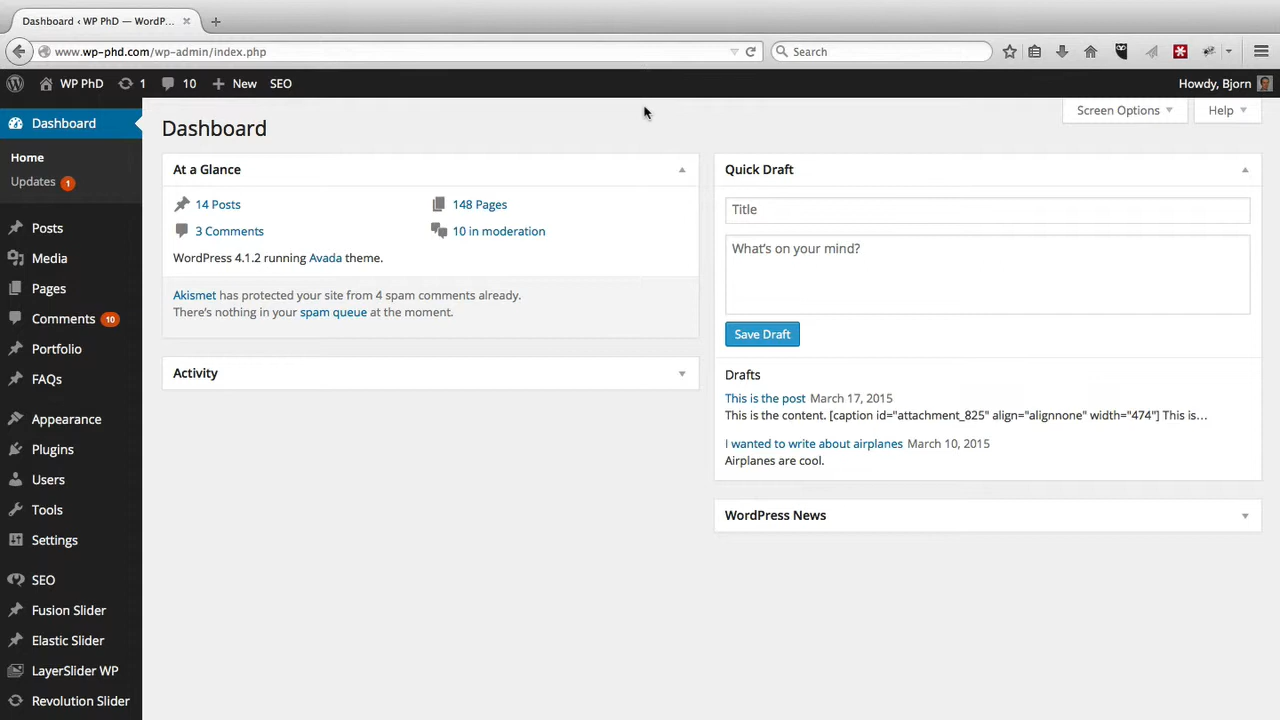 Dashboard ‹ WP PhD — WordP...
www.wp-phd.com/wp-admin/index.php
Search
WP PhD 1 10 New SEO
Howdy, Bjorn
Dashboard
Home
Updates 1
Posts
Media
Pages
Comments 10
Portfolio
FAQs
Appearance
Plugins
Users
Tools
Settings
SEO
Fusion Slider
Elastic Slider
LayerSlider WP
Revolution Slider
Screen Options
Help
Dashboard
At a Glance
14 Posts
148 Pages
3 Comments
10 in moderation
WordPress 4.1.2 running Avada theme.
Akismet has protected your site from 4 spam comments already.
There's nothing in your spam queue at the moment.
Activity
Quick Draft
Title
What's on your mind?
Save Draft
Drafts
This is the post March 17, 2015
This is the content. [caption id="attachment_825" align="alignnone" width="474"] This is…
I wanted to write about airplanes March 10, 2015
Airplanes are cool.
WordPress News